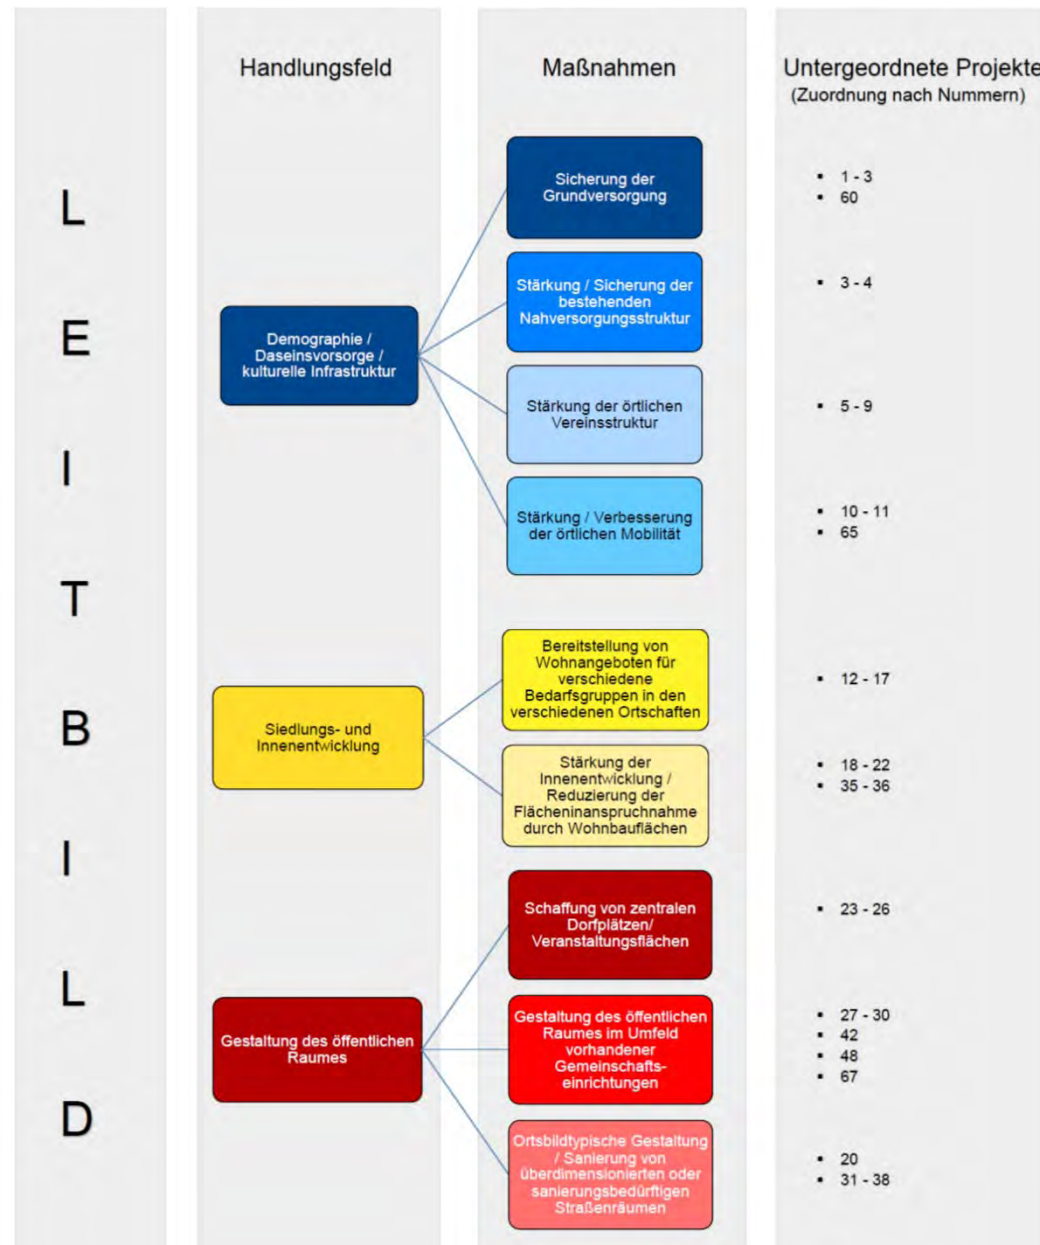 L
E
I
T
B
I
L
D
Handlungsfeld
Maßnahmen
Untergeordnete Projekte
(Zuordnung nach Nummern)
Demographie /
Daseinsvorsorge /
kulturelle Infrastruktur
Sicherung der
Grundversorgung
▪ 1 - 3
▪ 60
Stärkung / Sicherung der
bestehenden
Nahversorgungsstruktur
▪ 3 - 4
Stärkung der örtlichen
Vereinsstruktur
▪ 5 - 9
Stärkung / Verbesserung
der örtlichen Mobilität
▪ 10 - 11
▪ 65
Siedlungs- und
Innenentwicklung
Bereitstellung von
Wohnangeboten für
verschiedene
Bedarfsgruppen in den
verschiedenen Ortschaften
▪ 12 - 17
Stärkung der
Innenentwicklung /
Reduzierung der
Flächeninanspruchnahme
durch Wohnbauflächen
▪ 18 - 22
▪ 35 - 36
Gestaltung des öffentlichen
Raumes
Schaffung von zentralen
Dorfplätzen/
Veranstaltungsflächen
▪ 23 - 26
Gestaltung des öffentlichen
Raumes im Umfeld
vorhandener
Gemeinschafts-
einrichtungen
▪ 27 - 30
▪ 42
▪ 48
▪ 67
Ortsbildtypische Gestaltung
/ Sanierung von
überdimensionierten oder
sanierungsbedürftigen
Straßenräumen
▪ 20
▪ 31 - 38